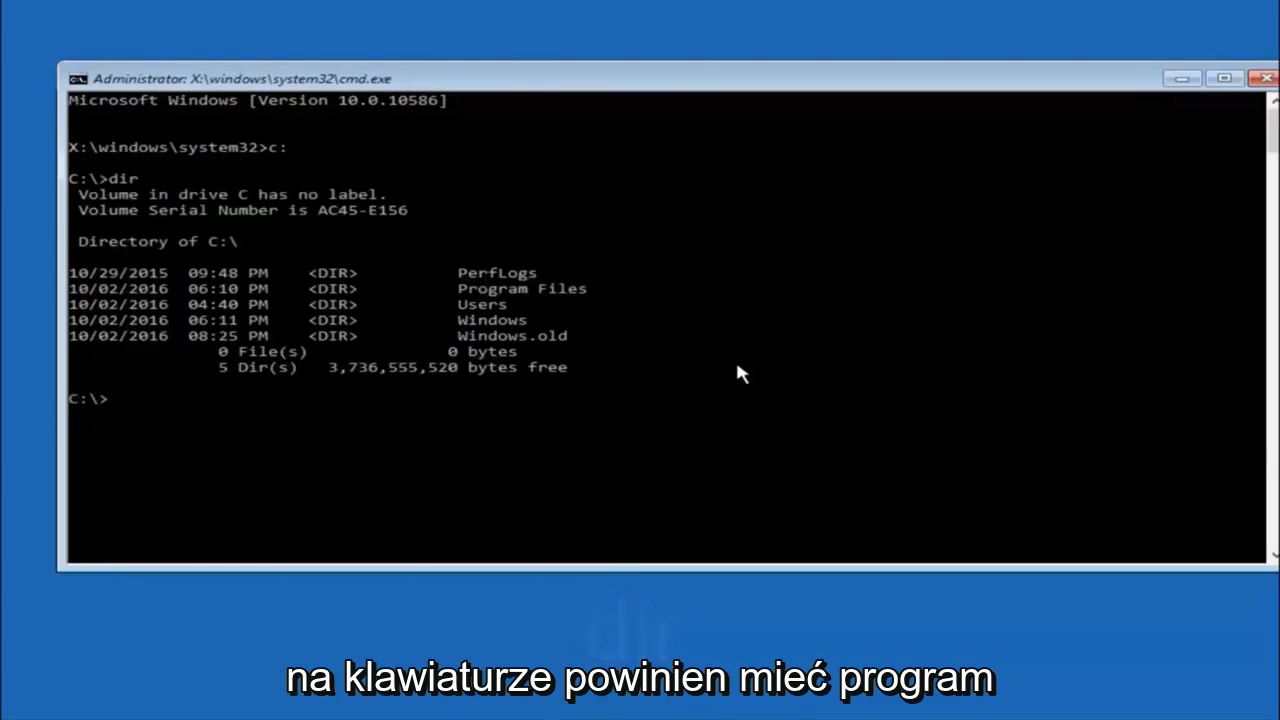 Administrator: X:\windows\system32\cmd.exe
Microsoft Windows [Version 10.0.10586]
X:\windows\system32>c:
C:\>dir
Volume in drive C has no label.
Volume Serial Number is AC45-E156
Directory of C:\
10/29/2015 09:48 PM <DIR> PerfLogs
10/02/2016 06:10 PM <DIR> Program Files
10/02/2016 04:40 PM <DIR> Users
10/02/2016 06:11 PM <DIR> Windows
10/02/2016 08:25 PM <DIR> Windows.old
0 File(s) 0 bytes
5 Dir(s) 3,736,555,520 bytes free
C:\>
dir
na klawiaturze powinien mieć program